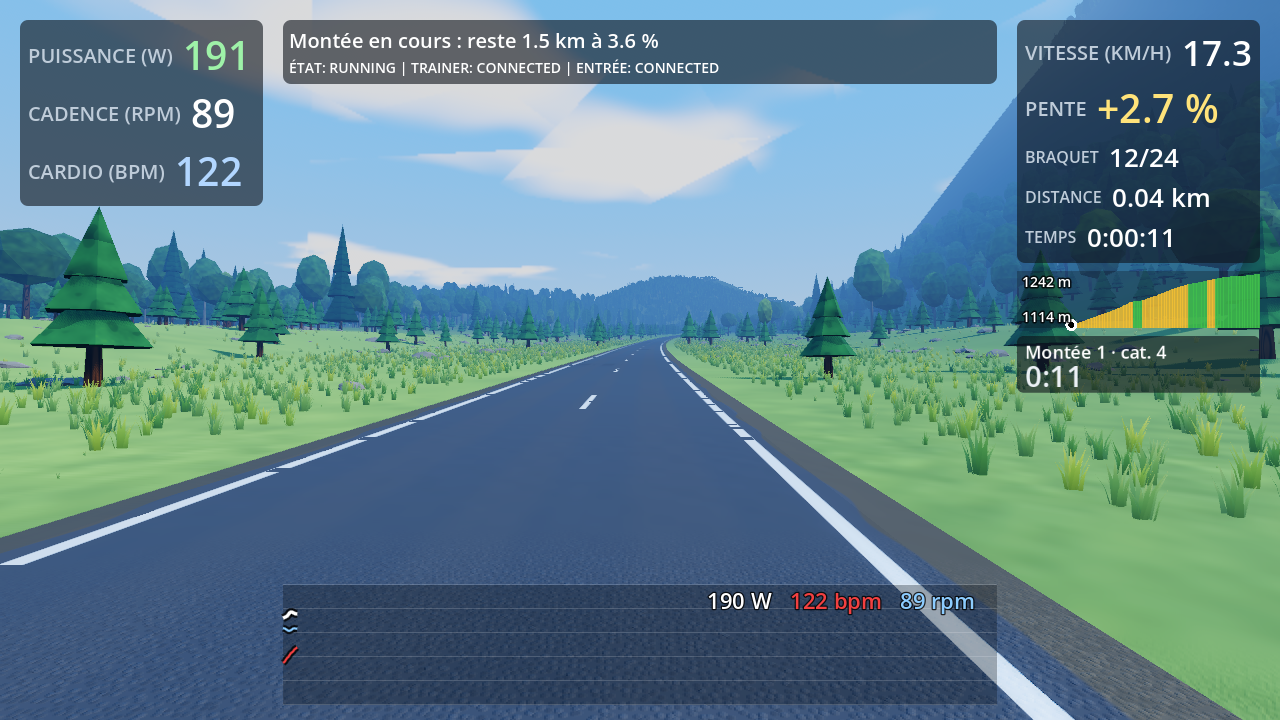 PUISSANCE (W) 191
CADENCE (RPM) 89
CARDIO (BPM) 122
Montée en cours : reste 1.5 km à 3.6 %
ÉTAT: RUNNING | TRAINER: CONNECTED | ENTRÉE: CONNECTED
VITESSE (KM/H) 17.3
PENTE +2.7 %
BRAQUET 12/24
DISTANCE 0.04 km
TEMPS 0:00:11
1242 m
1114 m
Montée 1 · cat. 4
0:11
190 W 122 bpm 89 rpm